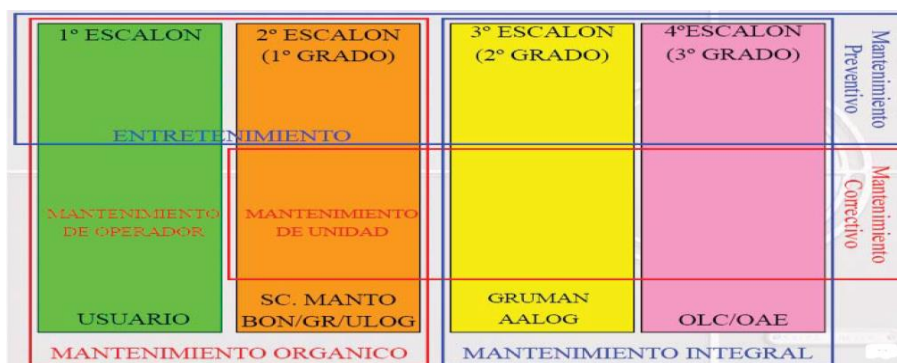 1º ESCALON
2º ESCALON
(1º GRADO)
3º ESCALON
(2º GRADO)
4ºESCALON
(3º GRADO)
Mantenimiento
Preventivo
ENTRETENIMIENTO
MANTENIMIENTO
DE OPERADOR
MANTENIMIENTO
DE UNIDAD
Mantenimiento
Correctivo
USUARIO
SC. MANTO
BON/GR/ULOG
GRUMAN
AALOG
OLC/OAE
MANTENIMIENTO ORGANICO
MANTENIMIENTO INTEGRAL